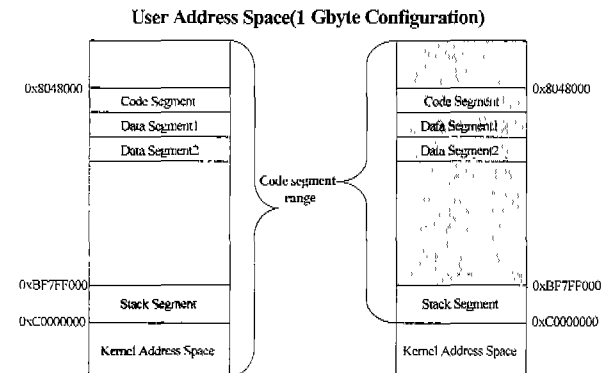 User Address Space(1 Gbyte Configuration)
0x8048000
Code Segment
Data Segment1
Data Segment2
0xBF7FF000
Stack Segment
0xC0000000
Kernel Address Space
Code segment
range
0x8048000
Code Segment
Data Segment1
Data Segment2
0xBF7FF000
Stack Segment
0xC0000000
Kernel Address Space